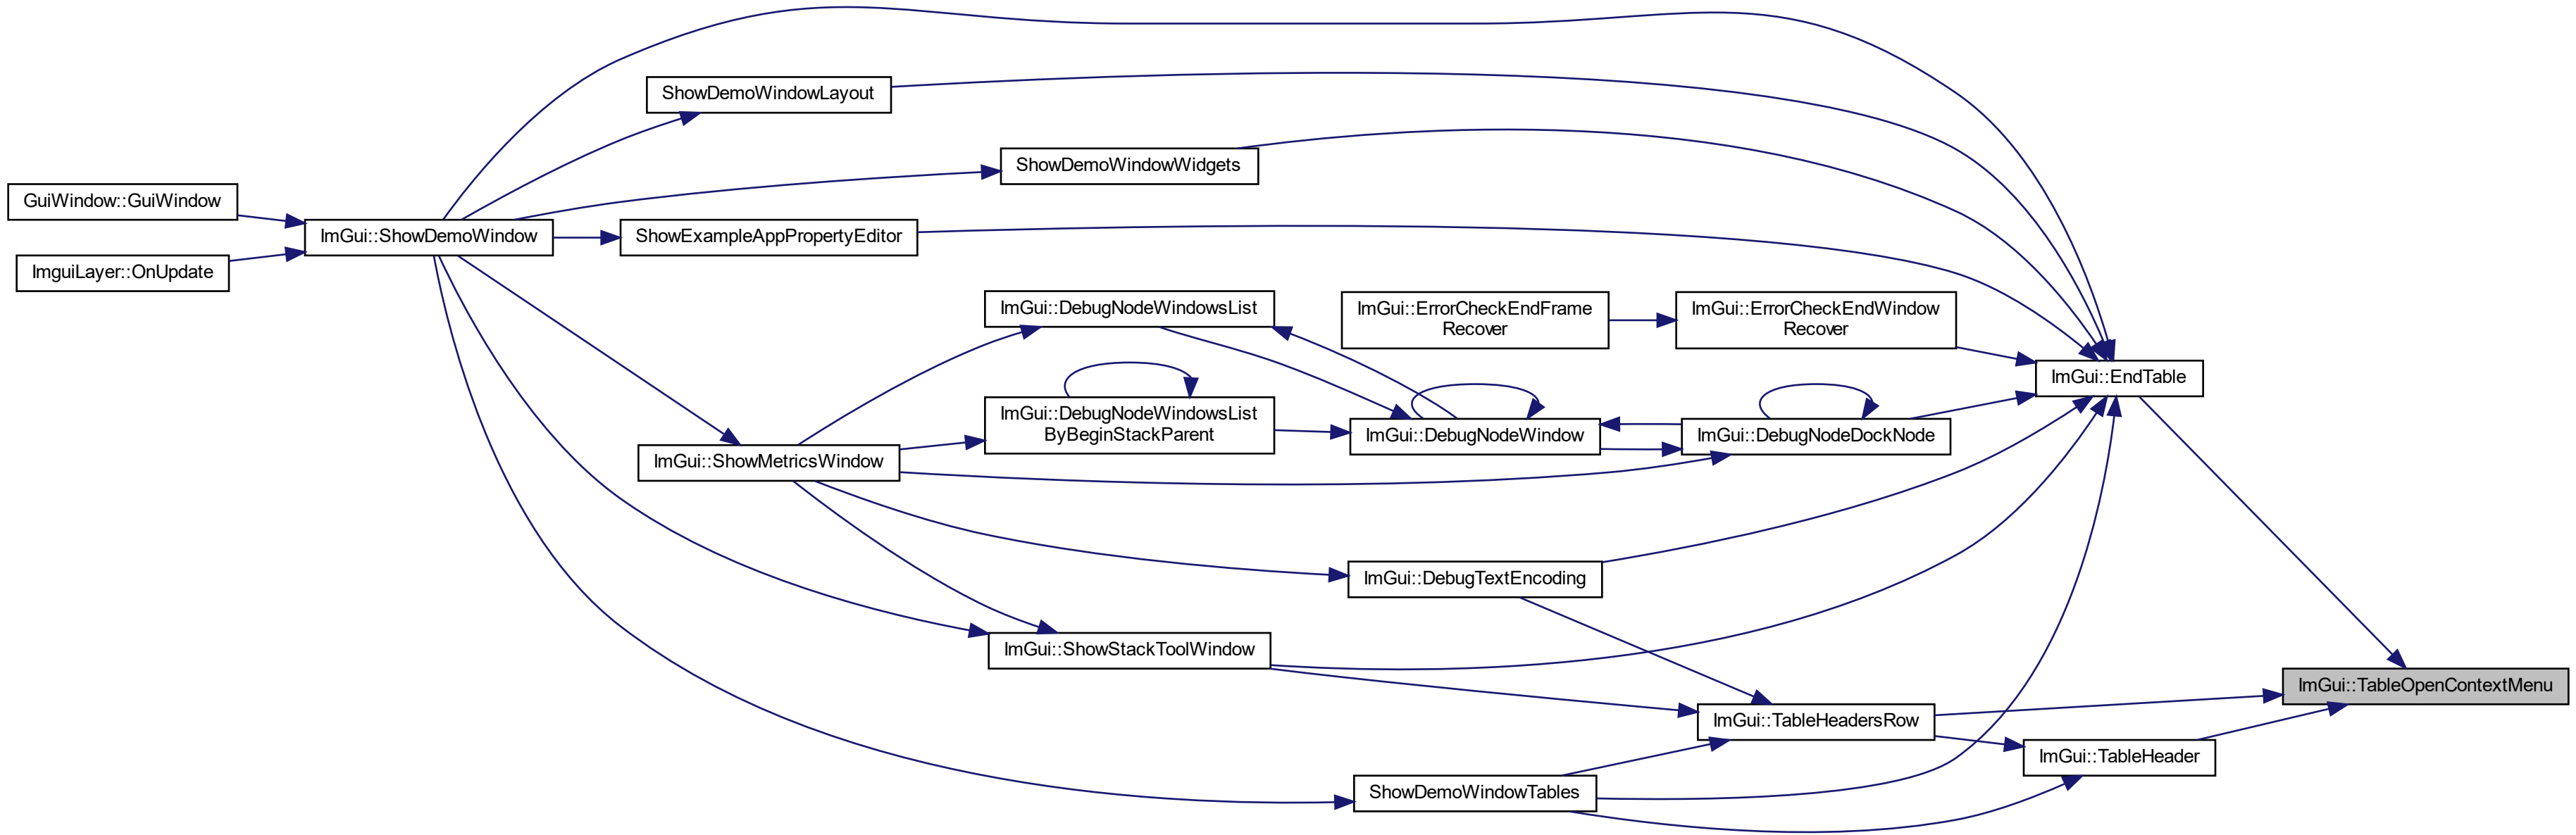 ShowDemoWindowLayout
ShowDemoWindowWidgets
GuiWindow::GuiWindow
ImGui::ShowDemoWindow
ShowExampleAppPropertyEditor
ImguiLayer::OnUpdate
ImGui::DebugNodeWindowsList
ImGui::ErrorCheckEndFrame
Recover
ImGui::ErrorCheckEndWindow
Recover
ImGui::EndTable
ImGui::DebugNodeWindowsList
ByBeginStackParent
ImGui::DebugNodeWindow
ImGui::DebugNodeDockNode
ImGui::ShowMetricsWindow
ImGui::DebugTextEncoding
ImGui::ShowStackToolWindow
ImGui::TableOpenContextMenu
ImGui::TableHeadersRow
ImGui::TableHeader
ShowDemoWindowTables